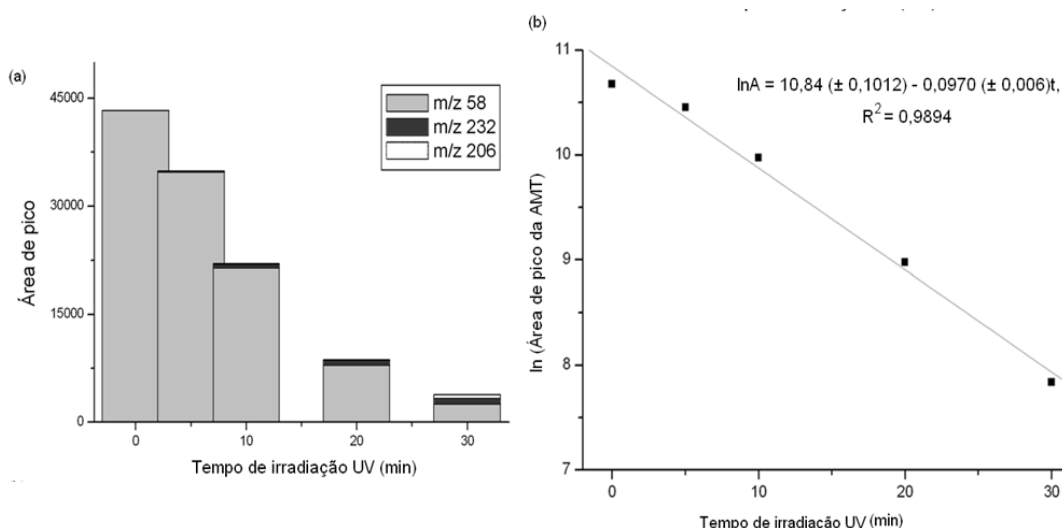 (a)
45000
30000
15000
0
Área de pico
m/z 58
m/z 232
m/z 206
0 10 20 30
Tempo de irradiação UV (min)
(b)
11
10
9
8
7
ln (Área de pico da AMT)
lnA = 10,84 (± 0,1012) - 0,0970 (± 0,006)t,
R² = 0,9894
0 10 20 30
Tempo de irradiação UV (min)